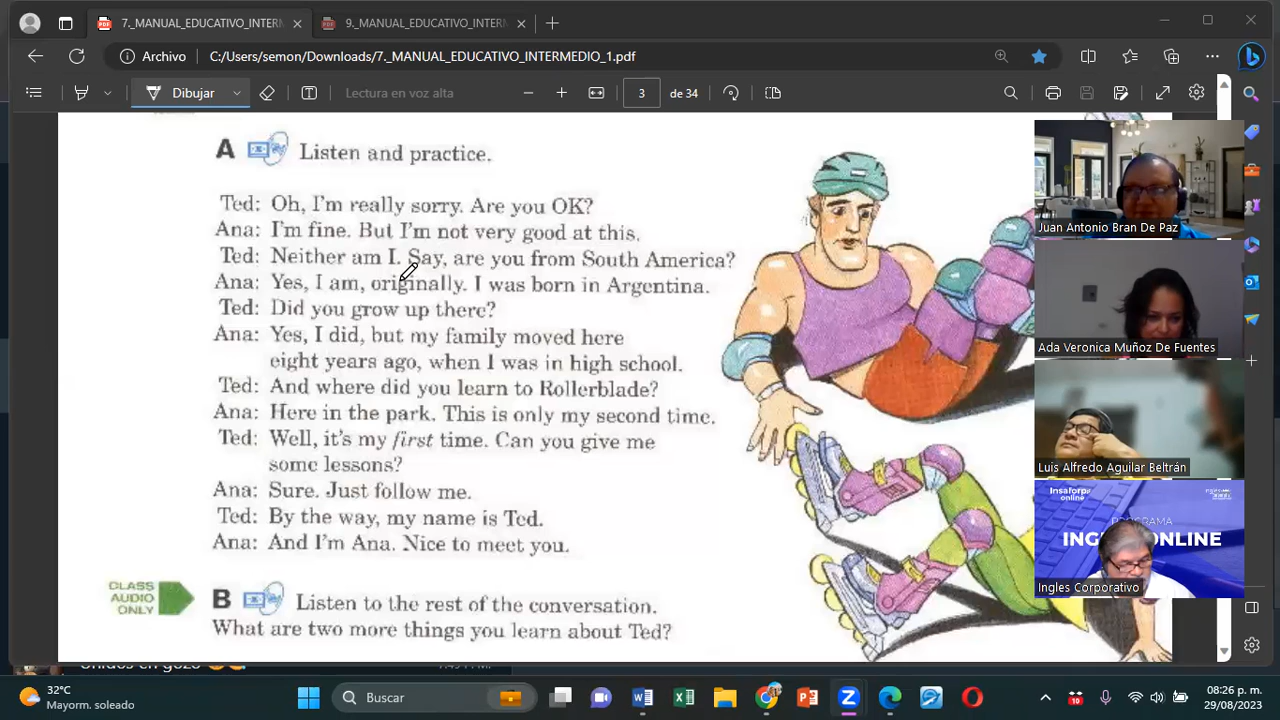 7._MANUAL_EDUCATIVO_INTERM
9._MANUAL_EDUCATIVO_INTERM
Archivo
C:/Users/semon/Downloads/7._MANUAL_EDUCATIVO_INTERMEDIO_1.pdf
Dibujar
Lectura en voz alta
3 de 34
A Listen and practice.
Ted: Oh, I'm really sorry. Are you OK?
Ana: I'm fine. But I'm not very good at this.
Ted: Neither am I. Say, are you from South America?
Ana: Yes, I am, originally. I was born in Argentina.
Ted: Did you grow up there?
Ana: Yes, I did, but my family moved here
eight years ago, when I was in high school.
Ted: And where did you learn to Rollerblade?
Ana: Here in the park. This is only my second time.
Ted: Well, it's my first time. Can you give me
some lessons?
Ana: Sure. Just follow me.
Ted: By the way, my name is Ted.
Ana: And I'm Ana. Nice to meet you.
CLASS
AUDIO
ONLY
B Listen to the rest of the conversation.
What are two more things you learn about Ted?
Juan Antonio Bran De Paz
Ada Veronica Muñoz De Fuentes
Luis Alfredo Aguilar Beltrán
Insaforp
online
PROGRAMA
INGL ONLINE
Ingles Corporativo
Unidos en gozo
32°C
Mayorm. soleado
Buscar
10
08:26 p. m.
29/08/2023